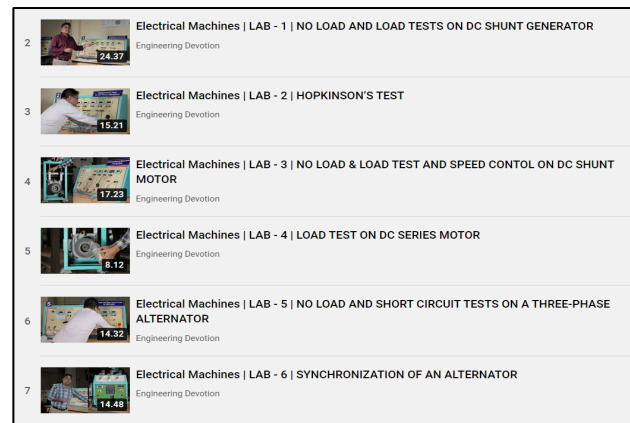 2
24.37
Electrical Machines | LAB - 1 | NO LOAD AND LOAD TESTS ON DC SHUNT GENERATOR
Engineering Devotion
3
15.21
Electrical Machines | LAB - 2 | HOPKINSON'S TEST
Engineering Devotion
4
17.23
Electrical Machines | LAB - 3 | NO LOAD & LOAD TEST AND SPEED CONTOL ON DC SHUNT
MOTOR
Engineering Devotion
5
8.12
Electrical Machines | LAB - 4 | LOAD TEST ON DC SERIES MOTOR
Engineering Devotion
6
14.32
Electrical Machines | LAB - 5 | NO LOAD AND SHORT CIRCUIT TESTS ON A THREE-PHASE
ALTERNATOR
Engineering Devotion
7
14.48
Electrical Machines | LAB - 6 | SYNCHRONIZATION OF AN ALTERNATOR
Engineering Devotion